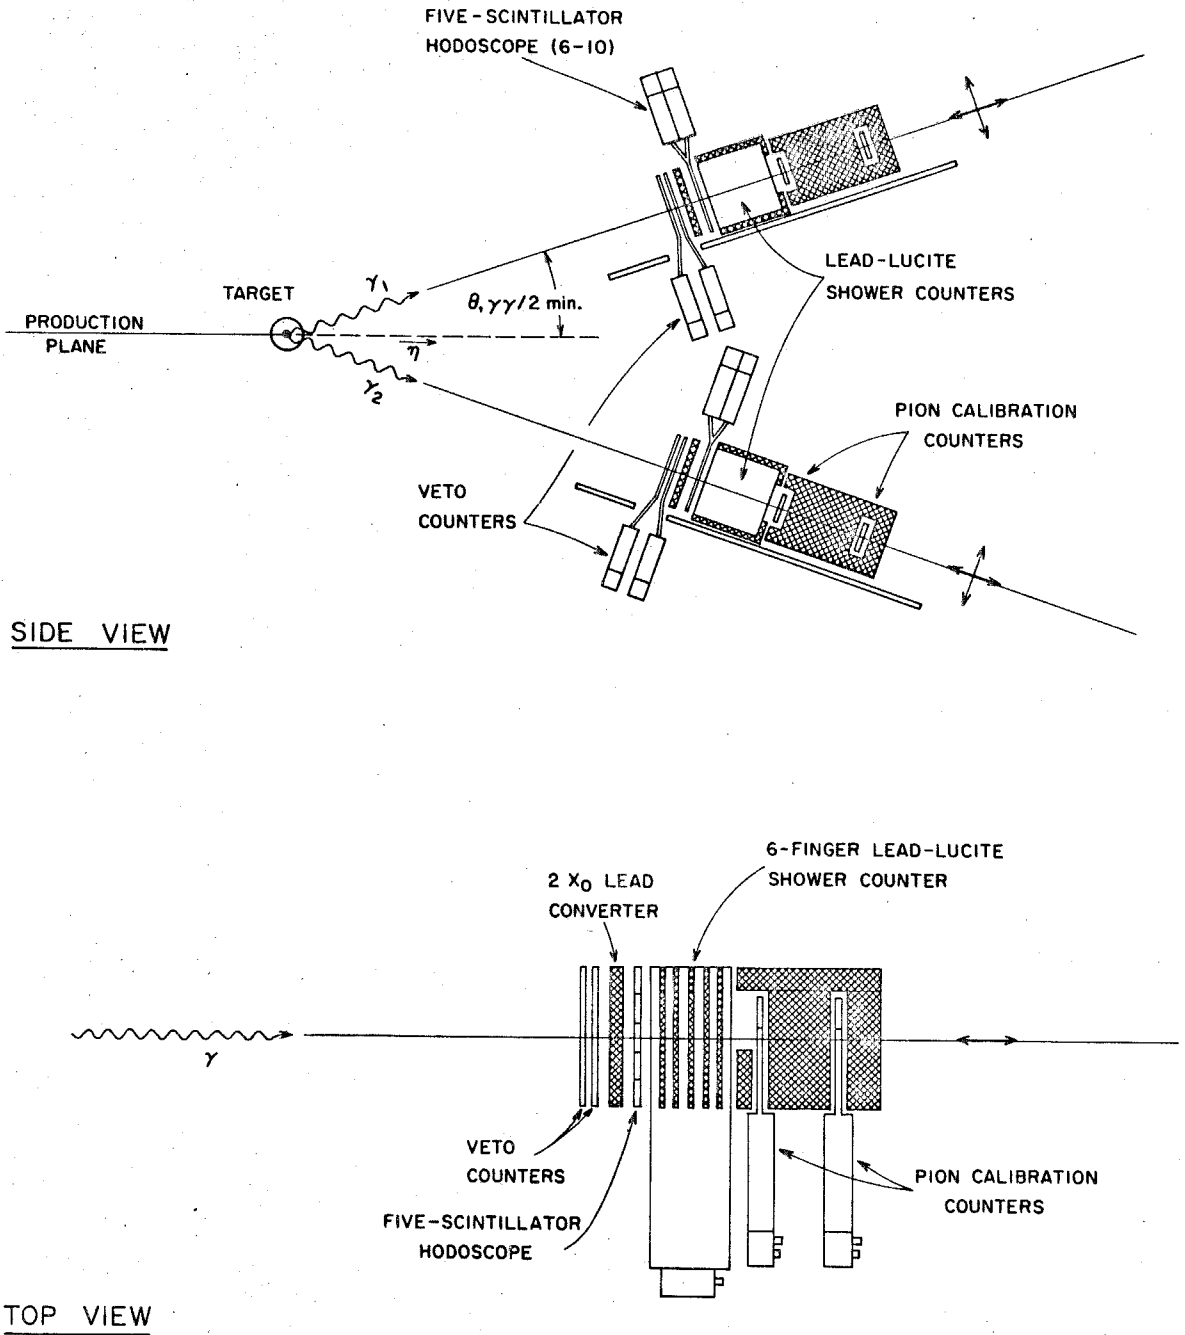 FIVE-SCINTILLATOR
HODOSCOPE (6-10)
LEAD-LUCITE
SHOWER COUNTERS
TARGET
γ1
θ, γγ/2 min.
PRODUCTION
PLANE
η
γ2
PION CALIBRATION
COUNTERS
VETO
COUNTERS
SIDE VIEW
6-FINGER LEAD-LUCITE
SHOWER COUNTER
2 X0 LEAD
CONVERTER
γ
VETO
COUNTERS
PION CALIBRATION
COUNTERS
FIVE-SCINTILLATOR
HODOSCOPE
TOP VIEW